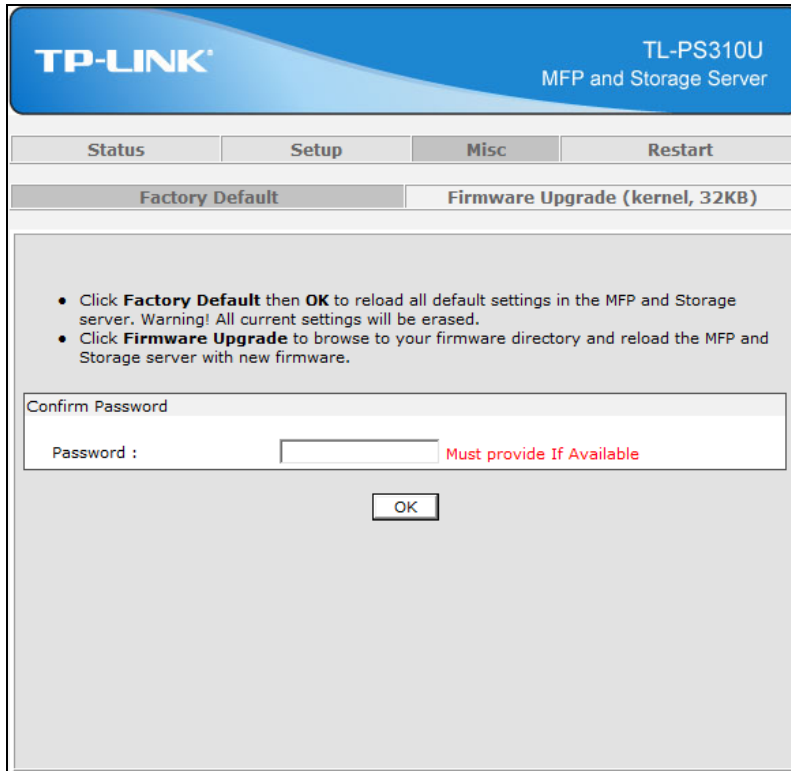 TP-LINK®
TL-PS310U
MFP and Storage Server
Status Setup Misc Restart
Factory Default Firmware Upgrade (kernel, 32KB)
● Click Factory Default then OK to reload all default settings in the MFP and Storage
server. Warning! All current settings will be erased.
● Click Firmware Upgrade to browse to your firmware directory and reload the MFP and
Storage server with new firmware.
Confirm Password
Password : Must provide If Available
OK